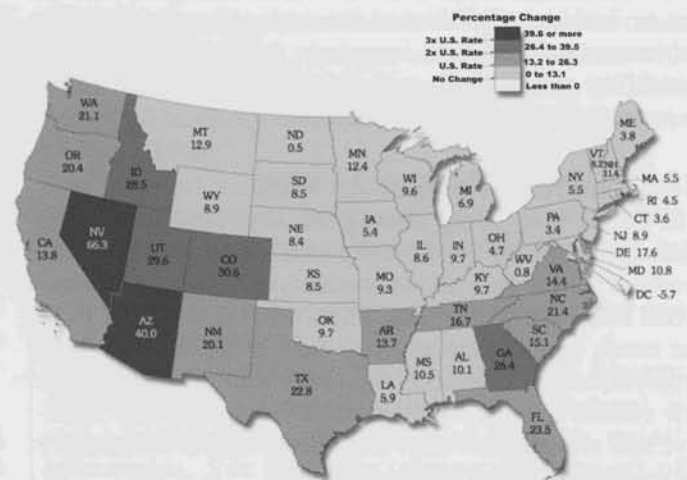 Percentage Change
3x U.S. Rate
39.6 or more
2x U.S. Rate
26.4 to 39.5
U.S. Rate
13.2 to 26.3
No Change
0 to 13.1
Less than 0
WA
21.1
OR
20.4
CA
13.8
NV
66.3
ID
28.5
MT
12.9
WY
8.9
UT
29.6
CO
30.6
AZ
40.0
NM
20.1
ND
0.5
SD
8.5
NE
8.4
KS
8.5
OK
9.7
TX
22.8
MN
12.4
IA
5.4
MO
9.3
AR
13.7
LA
5.9
WI
9.6
IL
8.6
MI
6.9
IN
9.7
OH
4.7
KY
9.7
TN
16.7
MS
10.5
AL
10.1
GA
26.4
FL
23.5
SC
15.1
NC
21.4
VA
14.4
WV
0.8
PA
3.4
NY
5.5
VT
8.2
NH
11.4
ME
3.8
MA 5.5
RI 4.5
CT 3.6
NJ 8.9
DE 17.6
MD 10.8
DC -5.7